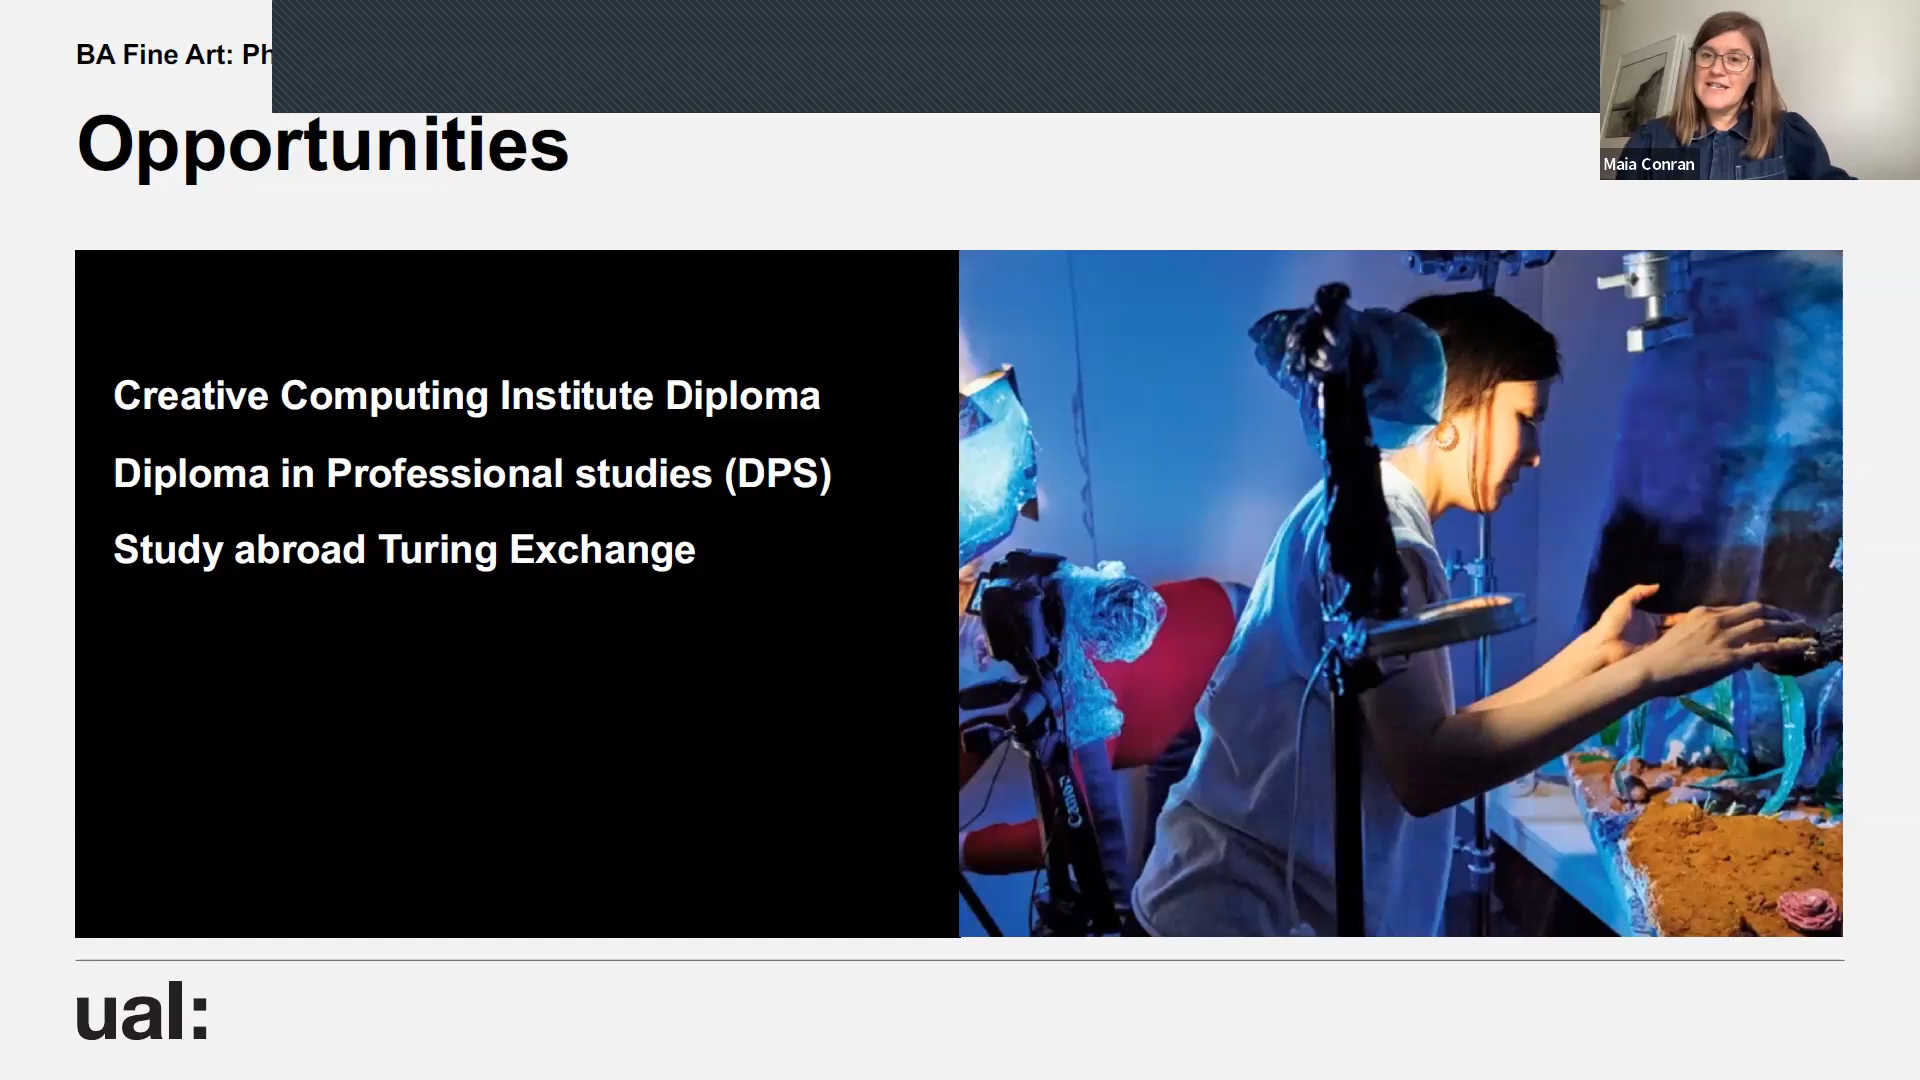 BA Fine Art: Ph
Opportunities
Maia Conran
Creative Computing Institute Diploma
Diploma in Professional studies (DPS)
Study abroad Turing Exchange
Canon
ual: